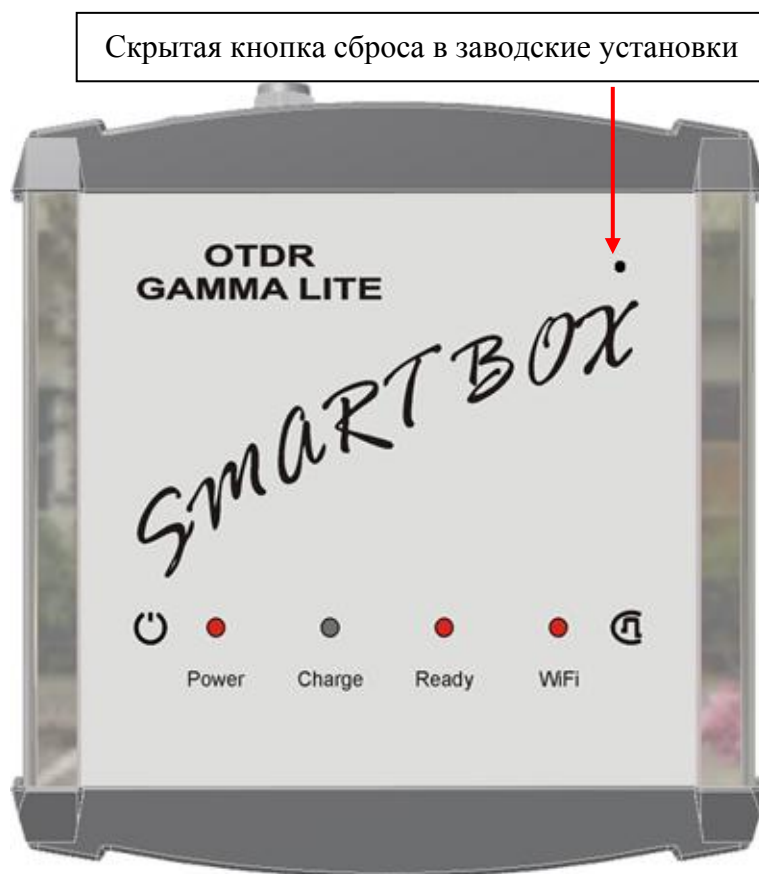 Скрытая кнопка сброса в заводские установки
OTDR
GAMMA LITE
SMARTBOX
Power
Charge
Ready
WiFi